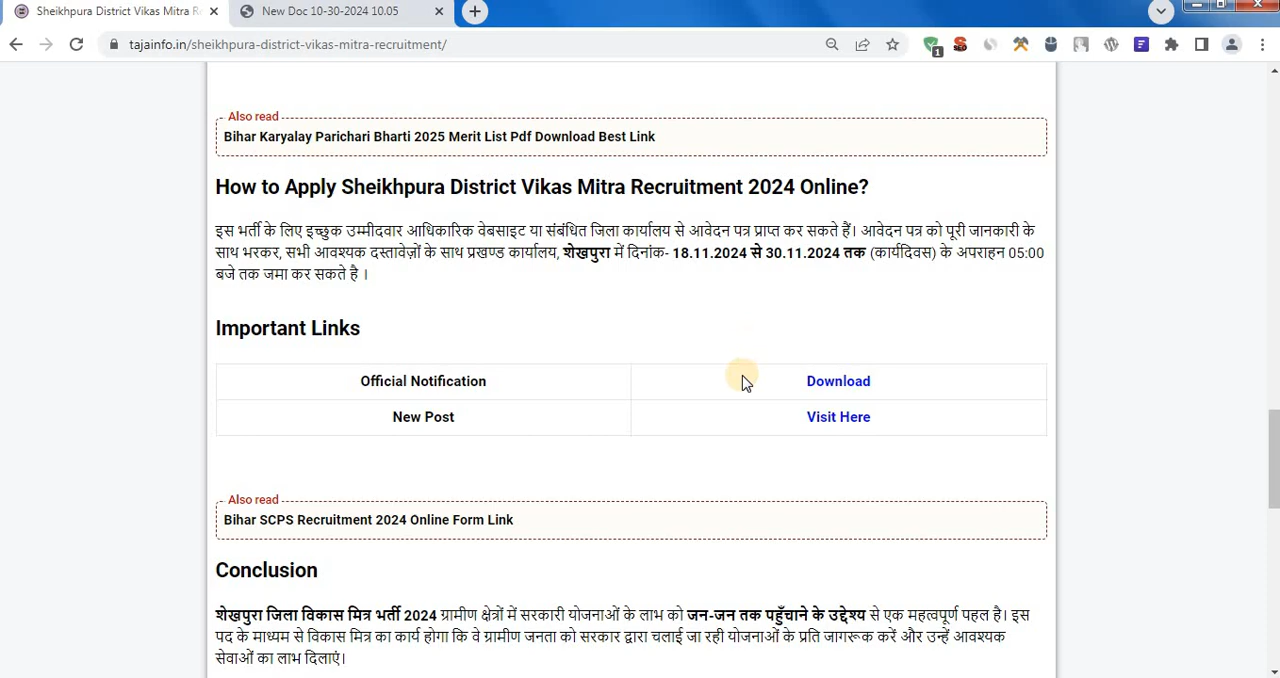 Sheikhpura District Vikas Mitra R
New Doc 10-30-2024 10.05
tajainfo.in/sheikhpura-district-vikas-mitra-recruitment/
1
Also read
Bihar Karyalay Parichari Bharti 2025 Merit List Pdf Download Best Link
How to Apply Sheikhpura District Vikas Mitra Recruitment 2024 Online?
इस भर्ती के लिए इच्छुक उम्मीदवार आधिकारिक वेबसाइट या संबंधित जिला कार्यालय से आवेदन पत्र प्राप्त कर सकते हैं। आवेदन पत्र को पूरी जानकारी के
साथ भरकर, सभी आवश्यक दस्तावेज़ों के साथ प्रखण्ड कार्यालय, शेखपुरा में दिनांक- 18.11.2024 से 30.11.2024 तक (कार्यदिवस) के अपराहन 05:00
बजे तक जमा कर सकते है ।
Important Links
Official Notification Download
New Post Visit Here
Also read
Bihar SCPS Recruitment 2024 Online Form Link
Conclusion
शेखपुरा जिला विकास मित्र भर्ती 2024 ग्रामीण क्षेत्रों में सरकारी योजनाओं के लाभ को जन-जन तक पहुँचाने के उद्देश्य से एक महत्वपूर्ण पहल है। इस
पद के माध्यम से विकास मित्र का कार्य होगा कि वे ग्रामीण जनता को सरकार द्वारा चलाई जा रही योजनाओं के प्रति जागरूक करें और उन्हें आवश्यक
सेवाओं का लाभ दिलाएं।